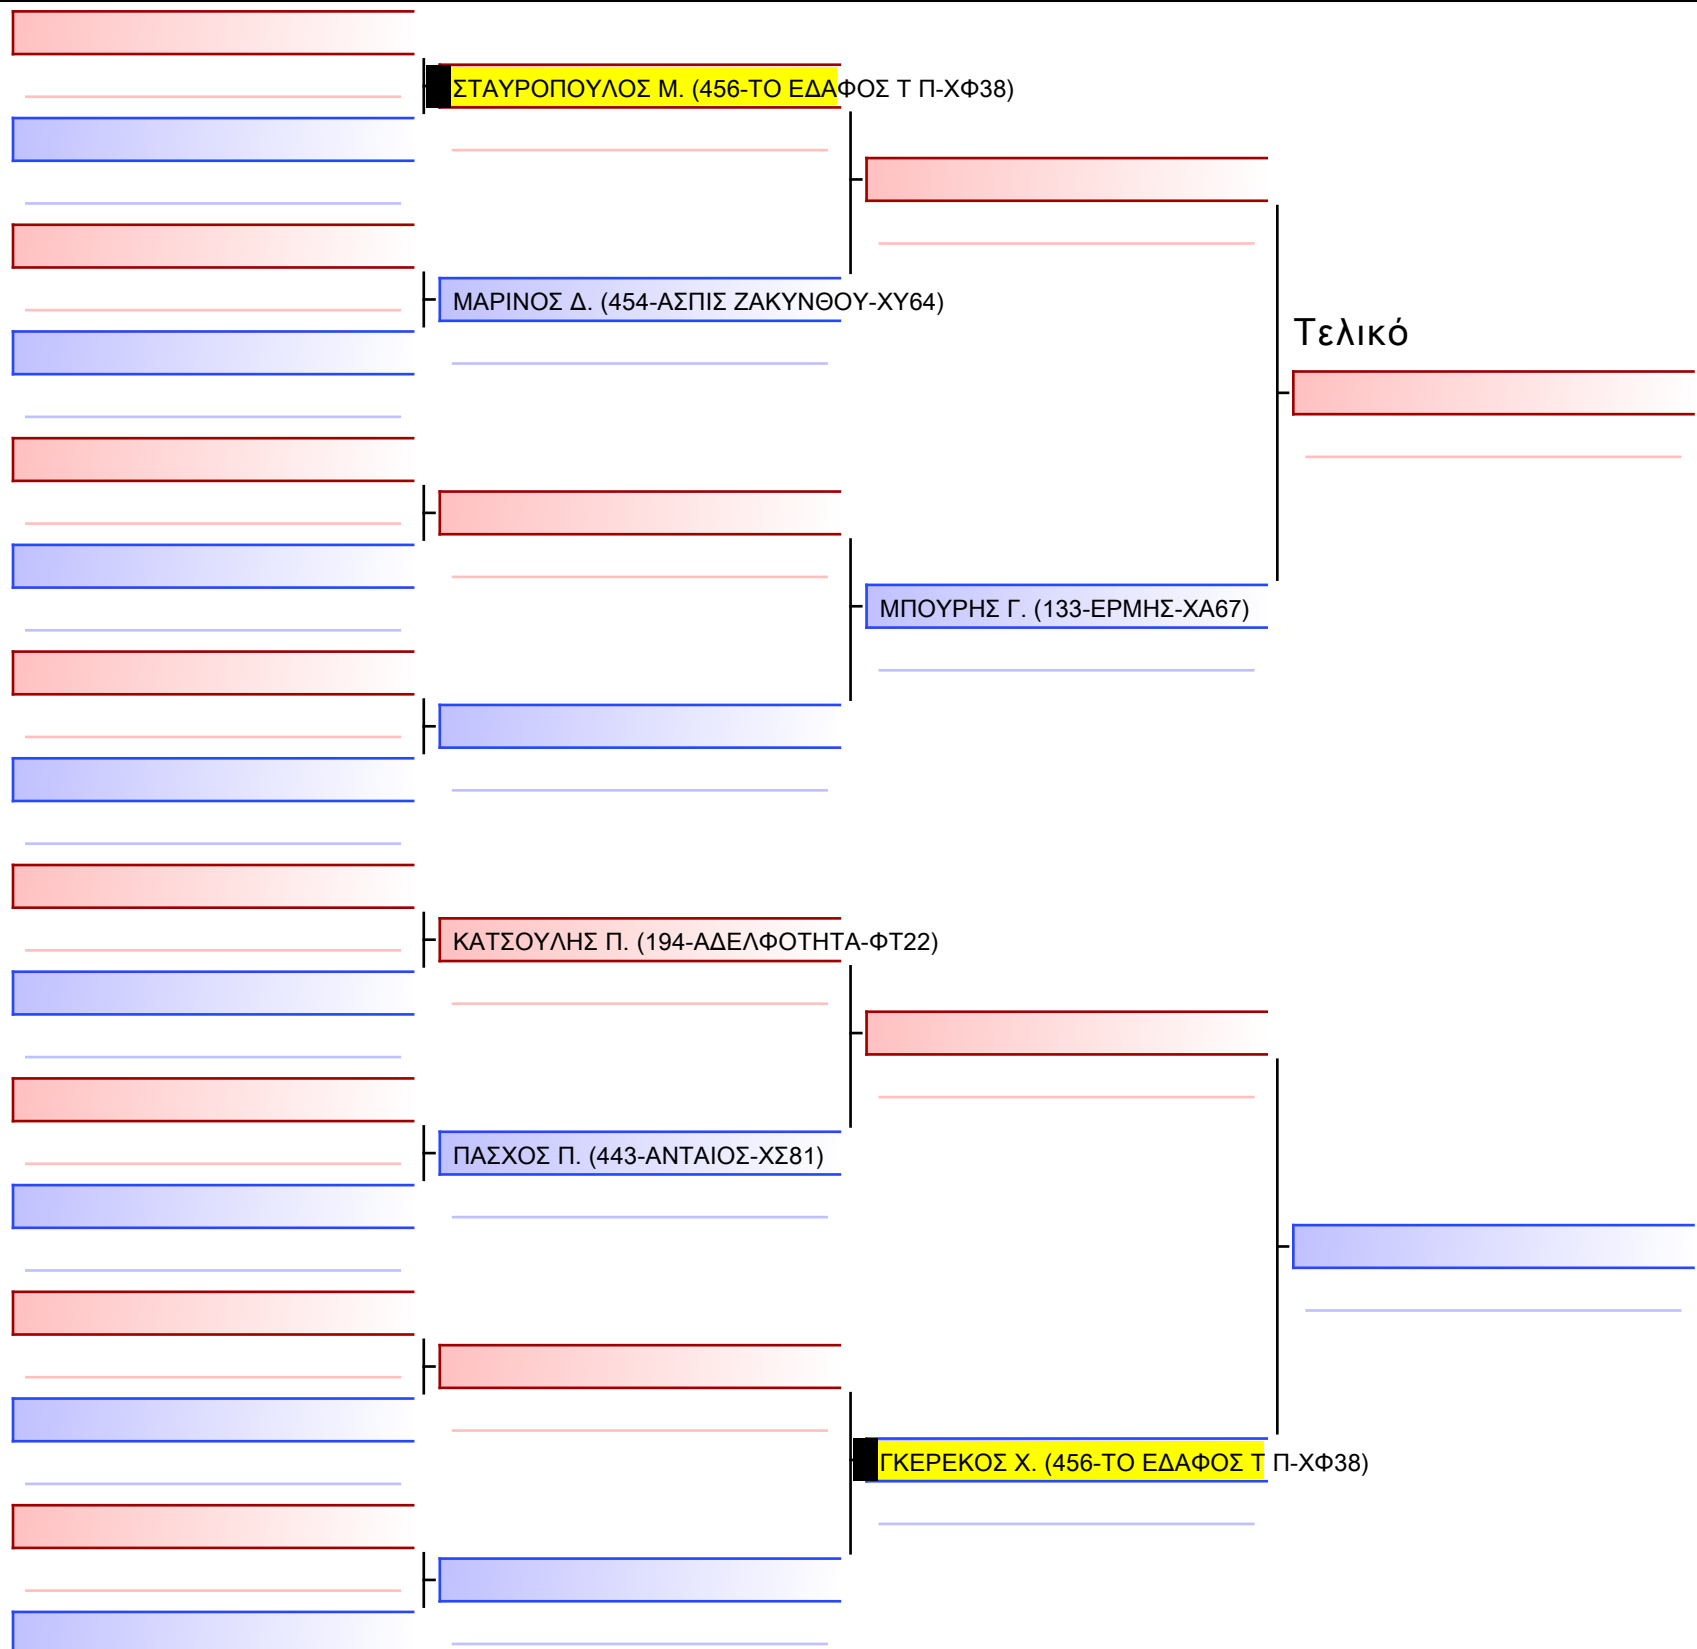 ΣΤΑΥΡΟΠΟΥΛΟΣ Μ. (456-ΤΟ ΕΔΑΦΟΣ Τ Π-ΧΦ38)
ΜΑΡΙΝΟΣ Δ. (454-ΑΣΠΙΣ ΖΑΚΥΝΘΟΥ-ΧΥ64)
Τελικό
ΜΠΟΥΡΗΣ Γ. (133-ΕΡΜΗΣ-ΧΑ67)
ΚΑΤΣΟΥΛΗΣ Π. (194-ΑΔΕΛΦΟΤΗΤΑ-ΦΤ22)
ΠΑΣΧΟΣ Π. (443-ΑΝΤΑΙΟΣ-ΧΣ81)
ΓΚΕΡΕΚΟΣ Χ. (456-ΤΟ ΕΔΑΦΟΣ Τ Π-ΧΦ38)